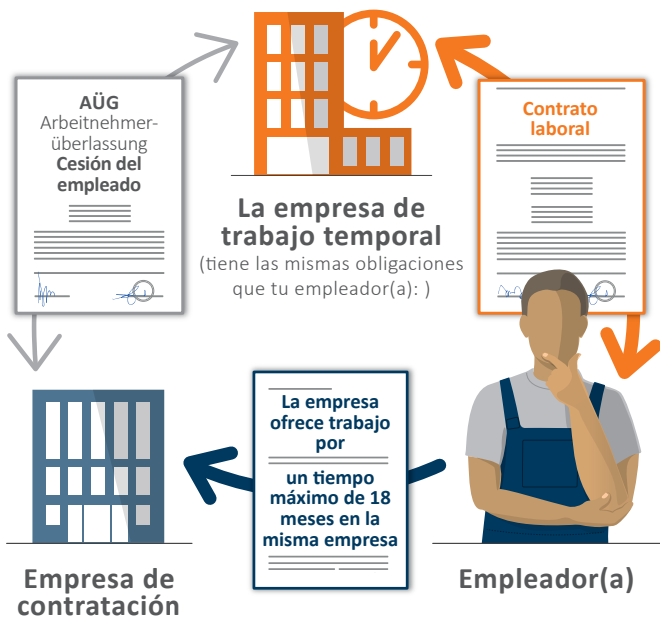 AÜG
Arbeitnehmer-
überlassung
Cesión del
empleado
Contrato
laboral
La empresa de
trabajo temporal
(tiene las mismas obligaciones
que tu empleador(a): )
La empresa
ofrece trabajo
por
un tiempo
máximo de 18
meses en la
misma empresa
Empresa de
contratación
Empleador(a)